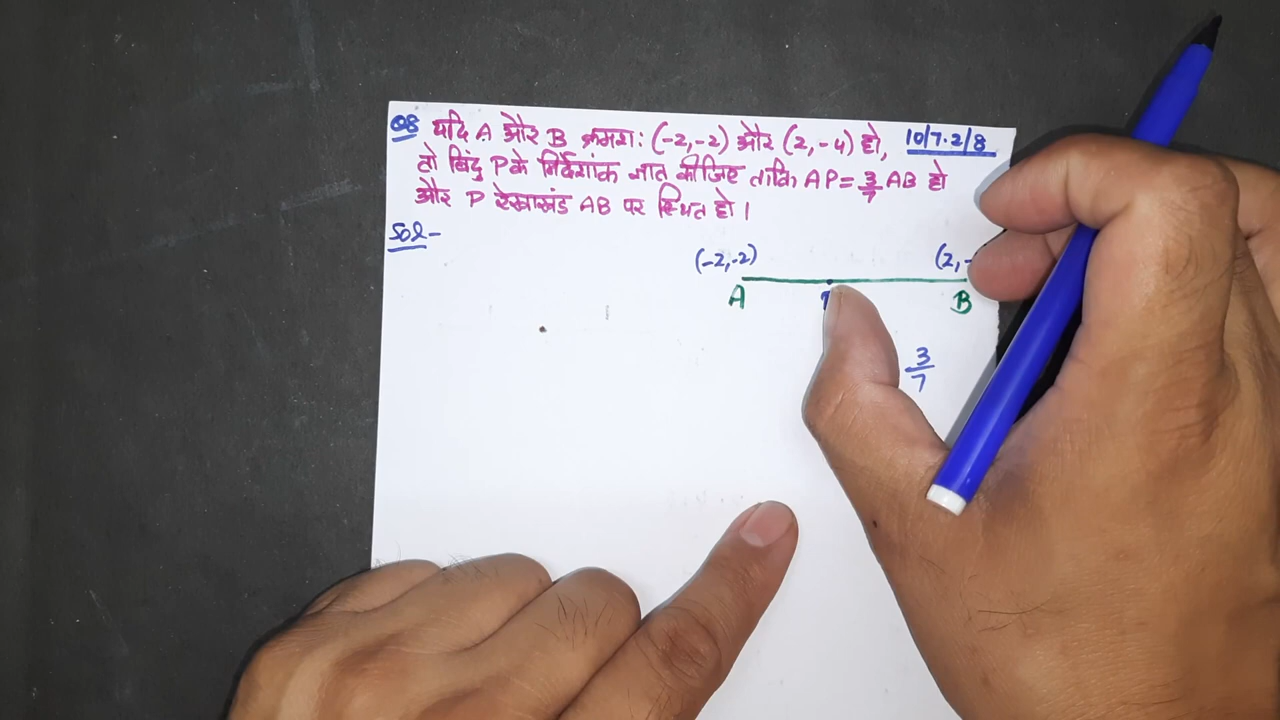 Q8 यदि A और B क्रमश: (-2,-2) और (2,-4) हो, 10/7.2/8
तो बिंदु P के निर्देशांक ज्ञात कीजिए ताकि AP = 3/7 AB हो
और P रेखाखंड AB पर स्थित हो।
Sol-
(-2,-2) (2,-
A B
3/7